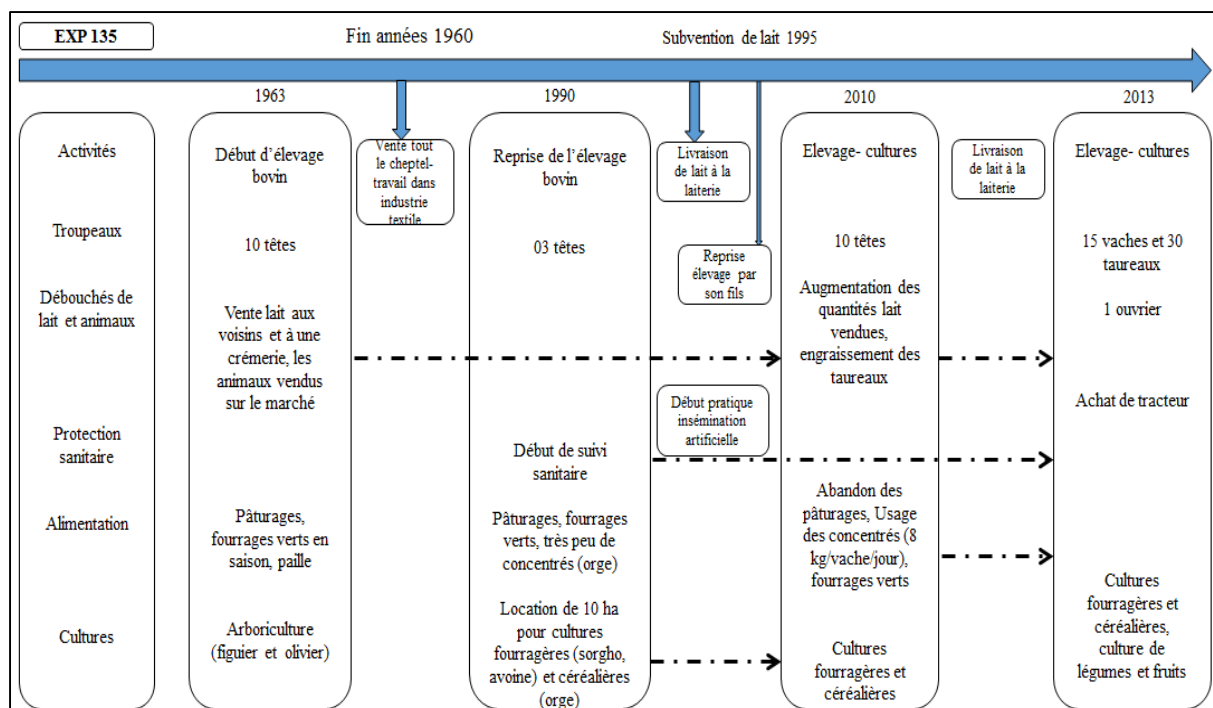 EXP 135
Fin années 1960
Subvention de lait 1995
1963
1990
2010
2013
Activités
Troupeaux
Débouchés de
lait et animaux
Protection
sanitaire
Alimentation
Cultures
Début d’élevage
bovin
10 têtes
Vente lait aux
voisins et à une
crémerie, les
animaux vendus
sur le marché
Pâturages,
fourrages verts en
saison, paille
Arboriculture
(figuier et olivier)
Vente tout
le cheptel-
travail dans
industrie
textile
Reprise de l’élevage
bovin
03 têtes
Début de suivi
sanitaire
Pâturages, fourrages
verts, très peu de
concentrés (orge)
Location de 10 ha
pour cultures
fourragères (sorgho,
avoine) et céréalières
(orge)
Livraison
de lait à la
laiterie
Reprise
élevage par
son fils
Début pratique
insémination
artificielle
Elevage- cultures
10 têtes
Augmentation des
quantités lait
vendues,
engraissement des
taureaux
Abandon des
pâturages, Usage
des concentrés (8
kg/vache/jour),
fourrages verts
Cultures
fourragères et
céréalières
Livraison
de lait à la
laiterie
Elevage- cultures
15 vaches et 30
taureaux
1 ouvrier
Achat de tracteur
Cultures
fourragères et
céréalières,
culture de
légumes et fruits